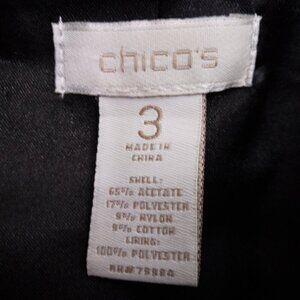 chico's
3
MADE IN
CHINA
SHELL:
65% ACETATE
17% POLYESTER
9% NYLON
9% COTTON
LINING:
100% POLYESTER